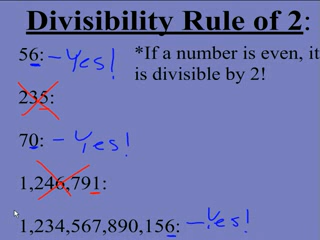 Divisibility Rule of 2:
56: – Yes! *If a number is even, it
is divisible by 2!
235:
70: – Yes!
1,246,791:
1,234,567,890,156: – Yes!